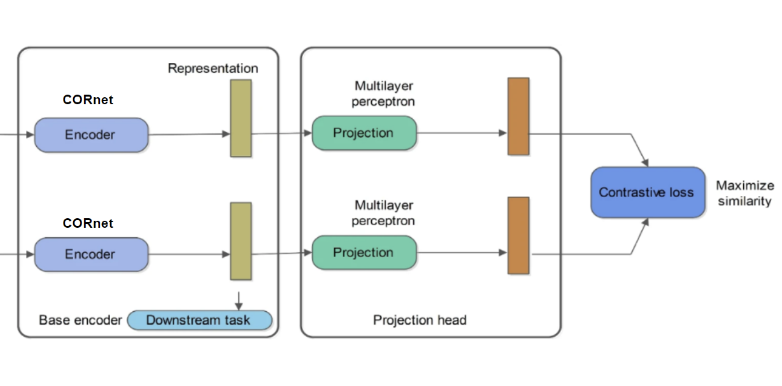 Representation
CORnet
Encoder
Multilayer
perceptron
Projection
CORnet
Encoder
Multilayer
perceptron
Projection
Contrastive loss
Maximize
similarity
Base encoder
Downstream task
Projection head